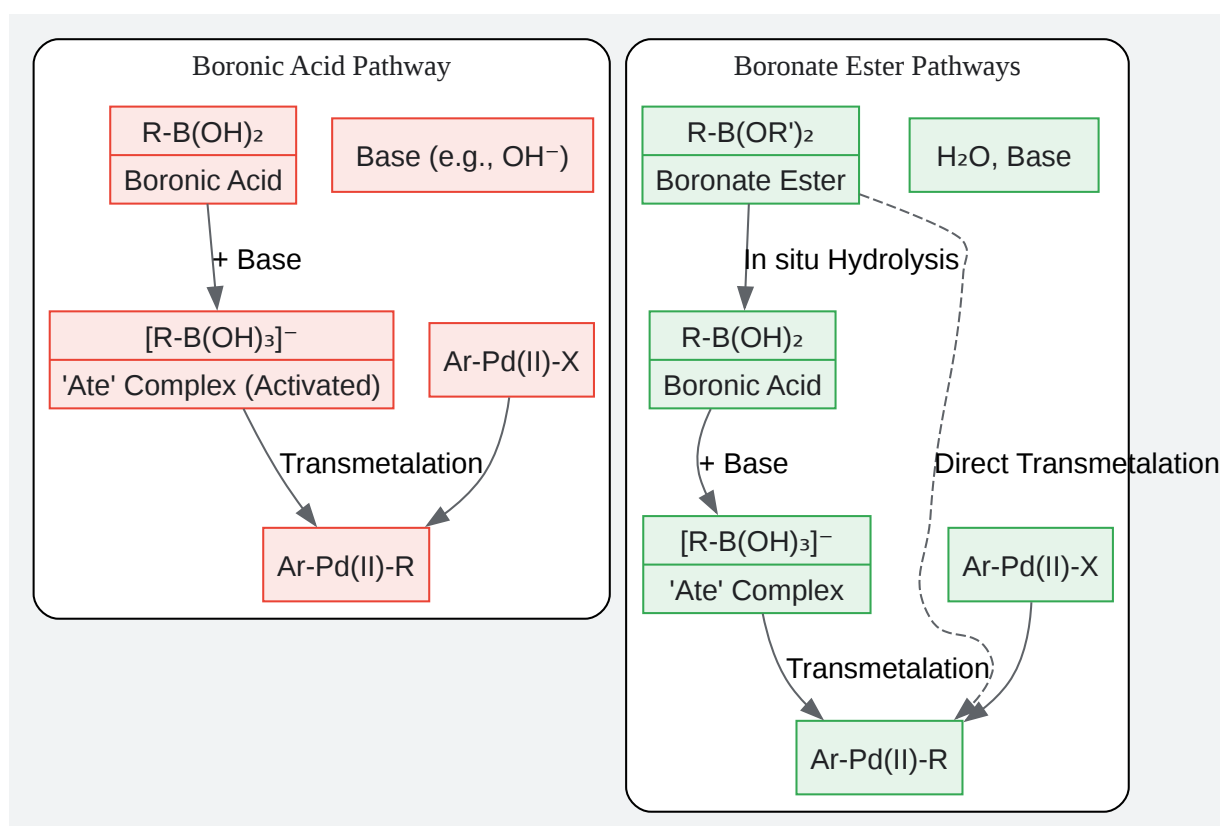 Boronic Acid Pathway
R-B(OH)₂
Boronic Acid
Base (e.g., OH⁻)
+ Base
[R-B(OH)₃]⁻
'Ate' Complex (Activated)
Ar-Pd(II)-X
Transmetalation
Ar-Pd(II)-R
Boronate Ester Pathways
R-B(OR')₂
Boronate Ester
H₂O, Base
In situ Hydrolysis
R-B(OH)₂
Boronic Acid
+ Base
Direct Transmetalation
[R-B(OH)₃]⁻
'Ate' Complex
Ar-Pd(II)-X
Transmetalation
Ar-Pd(II)-R